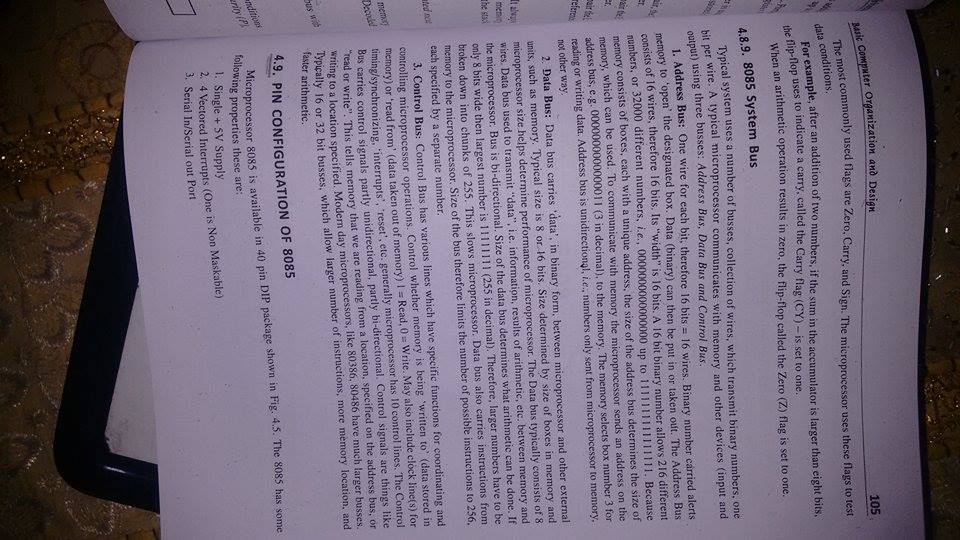 Basic Computer Organization and Design 105
The most commonly used flags are Zero, Carry, and Sign. The microprocessor uses these flags to test
data conditions.
For example, after an addition of two numbers, if the sum in the accumulator is larger than eight bits,
the flip-flop uses to indicate a carry, called the Carry flag (CY) – is set to one.
When an arithmetic operation results in zero, the flip-flop called the Zero (Z) flag is set to one.
4.8.9. 8085 System Bus
Typical system uses a number of busses, collection of wires, which transmit binary numbers, one
bit per wire. A typical microprocessor communicates with memory and other devices (input and
output) using three busses: Address Bus, Data Bus and Control Bus.
1. Address Bus: One wire for each bit, therefore 16 bits = 16 wires. Binary number carried alerts
memory to 'open' the designated box. Data (binary) can then be put in or taken out. The Address Bus
consists of 16 wires, therefore 16 bits. Its "width" is 16 bits. A 16 bit binary number allows 216 different
numbers, or 32000 different numbers, i.e., 0000000000000000 up to 1111111111111111. Because
memory consists of boxes, each with a unique address, the size of the address bus determines the size of
memory, which can be used. To communicate with memory the microprocessor sends an address on the
address bus, e.g. 0000000000000011 (3 in decimal), to the memory. The memory selects box number 3 for
reading or writing data. Address bus is unidirectional, i.e., numbers only sent from microprocessor to memory,
not other way.
2. Data Bus: Data bus carries 'data', in binary form, between microprocessor and other external
units, such as memory. Typical size is 8 or 16 bits. Size determined by size of boxes in memory and
microprocessor size helps determine performance of microprocessor. The Data bus typically consists of 8
wires. Data bus used to transmit "data", i.e. information, results of arithmetic, etc. between memory and
the microprocessor. Bus is bi-directional. Size of the data bus determines what arithmetic can be done. If
only 8 bits wide then largest number is 11111111 (255 in decimal). Therefore, larger numbers have to be
broken down into chunks of 255. This slows microprocessor. Data bus also carries instructions from
memory to the microprocessor. Size of the bus therefore limits the number of possible instructions to 256,
each specified by a separate number.
3. Control Bus: Control Bus has various lines which have specific functions for coordinating and
controlling microprocessor operations. Control whether memory is being 'written to' (data stored in
memory) or 'read from' (data taken out of memory) 1 = Read, 0 = Write. May also include clock line(s) for
timing/synchronizing, 'interrupts', 'reset', etc. generally microprocessor has 10 control lines. The Control
Bus carries control signals partly unidirectional, partly bi-directional. Control signals are things like
"read or write". This tells memory that we are reading from a location, specified on the address bus, or
writing to a location specified. Modern day microprocessors, like 80386, 80486 have much larger busses.
Typically 16 or 32 bit busses, which allow larger number of instructions, more memory location, and
faster arithmetic.
4.9. PIN CONFIGURATION OF 8085
Microprocessor 8085 is available in 40 pin DIP package shown in Fig. 4.5. The 8085 has some
following properties these are:
1. Single + 5V Supply
2. 4 Vectored Interrupts (One is Non Maskable)
3. Serial In/Serial out Port